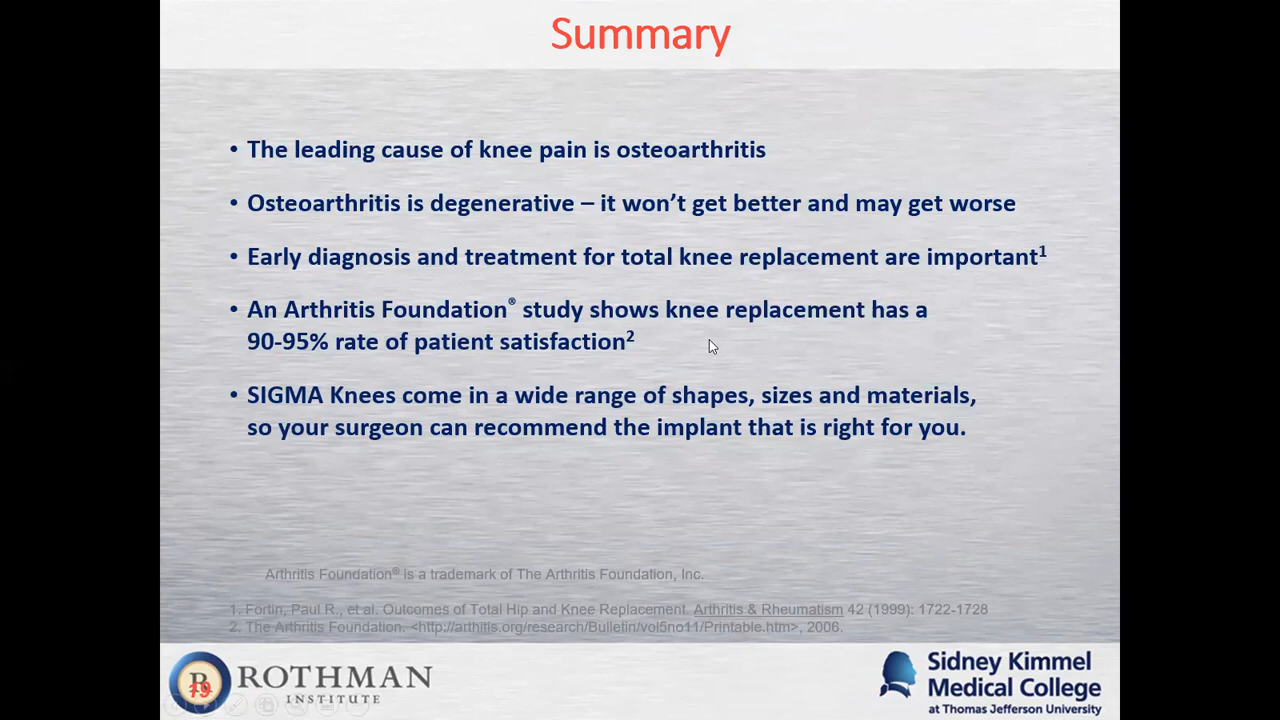 Summary
• The leading cause of knee pain is osteoarthritis
• Osteoarthritis is degenerative – it won’t get better and may get worse
• Early diagnosis and treatment for total knee replacement are important1
• An Arthritis Foundation® study shows knee replacement has a
90-95% rate of patient satisfaction2
• SIGMA Knees come in a wide range of shapes, sizes and materials,
so your surgeon can recommend the implant that is right for you.
Arthritis Foundation® is a trademark of The Arthritis Foundation, Inc.
1. Fortin, Paul R., et al. Outcomes of Total Hip and Knee Replacement. Arthritis & Rheumatism 42 (1999): 1722-1728
2. The Arthritis Foundation. <http://arthitis.org/research/Bulletin/vol5no11/Printable.htm>, 2006.
R
19
ROTHMAN
INSTITUTE
Sidney Kimmel
Medical College
at Thomas Jefferson University